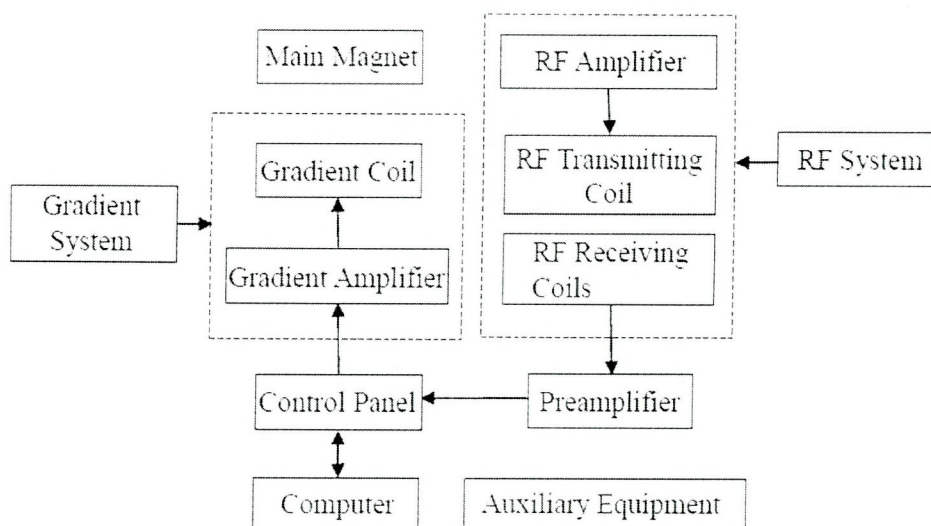 Main Magnet
RF Amplifier
Gradient Coil
RF Transmitting
Coil
RF System
Gradient
System
Gradient Amplifier
RF Receiving
Coils
Control Panel
Preamplifier
Computer
Auxiliary Equipment